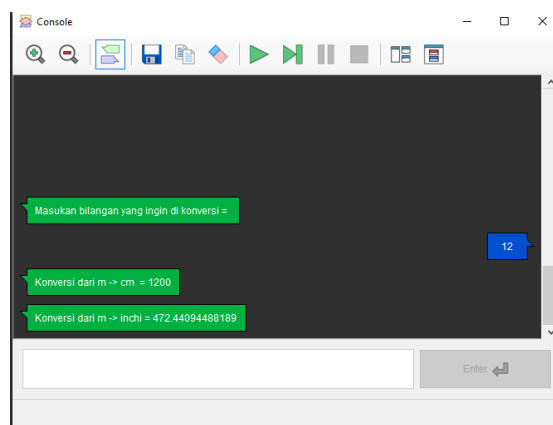 Console
Masukan bilangan yang ingin di konversi =
12
Konversi dari m -> cm = 1200
Konversi dari m -> inchi = 472.44094488189
Enter